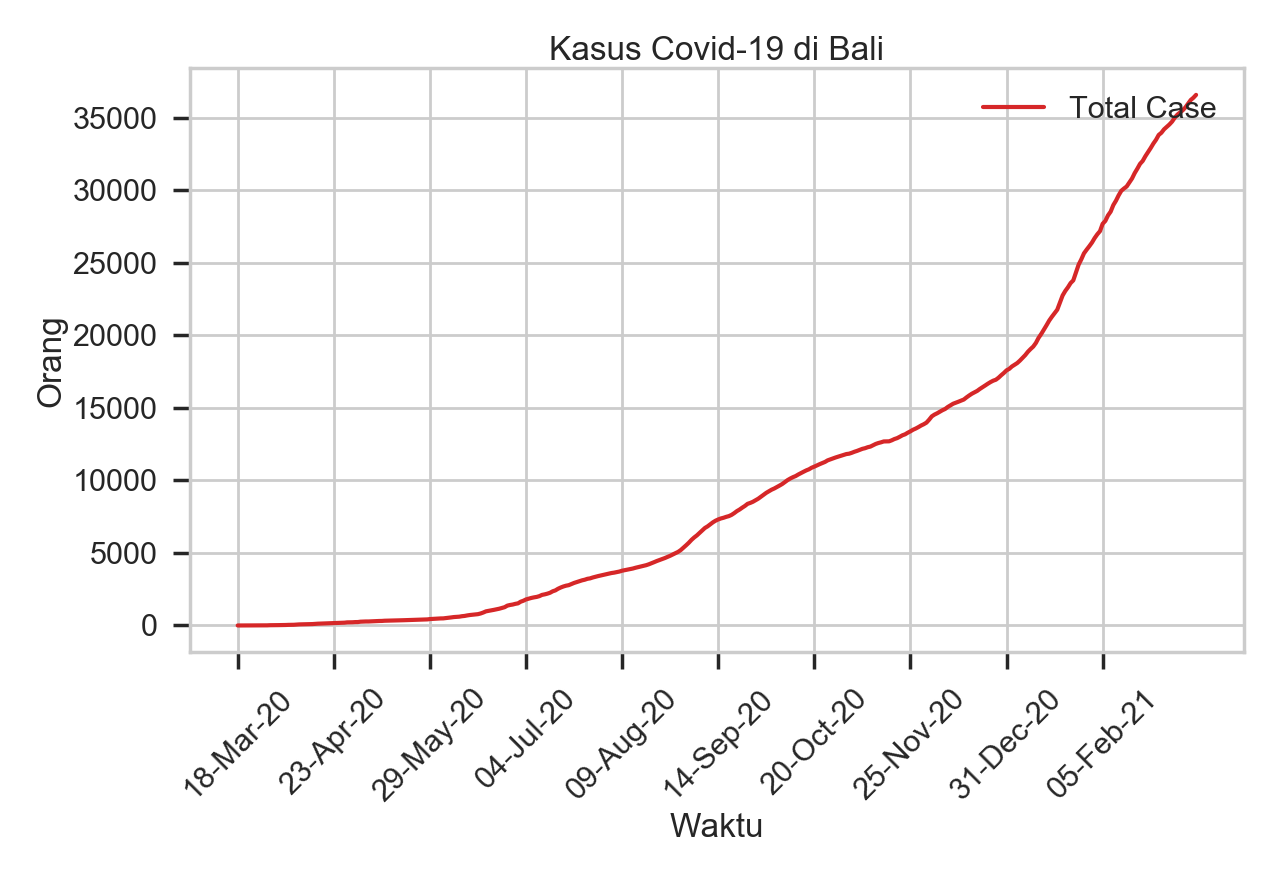 Kasus Covid-19 di Bali
Total Case
35000
30000
25000
20000
15000
10000
5000
0
Orang
18-Mar-20
23-Apr-20
29-May-20
04-Jul-20
09-Aug-20
14-Sep-20
20-Oct-20
25-Nov-20
31-Dec-20
05-Feb-21
Waktu